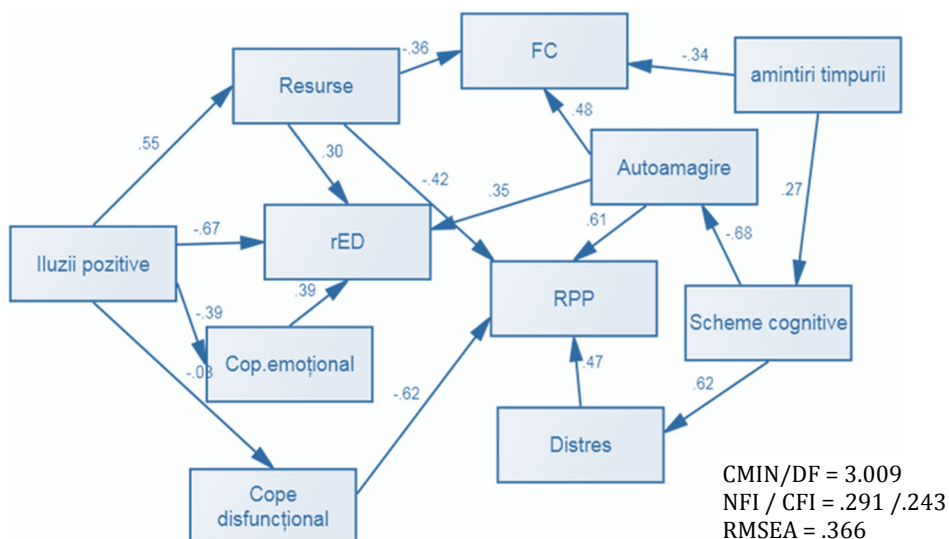 -.36
FC
-.34
amintiri timpurii
Resurse
.48
.55
.30
Autoamagire
-.42
.35
.27
.61
-.67
rED
-.68
Iluzii pozitive
.39
RPP
Scheme cognitive
-.39
Cop.emoțional
-.03
-.62
.47
.62
Distres
Cope
disfuncțional
CMIN/DF = 3.009
NFI / CFI = .291 /.243
RMSEA = .366